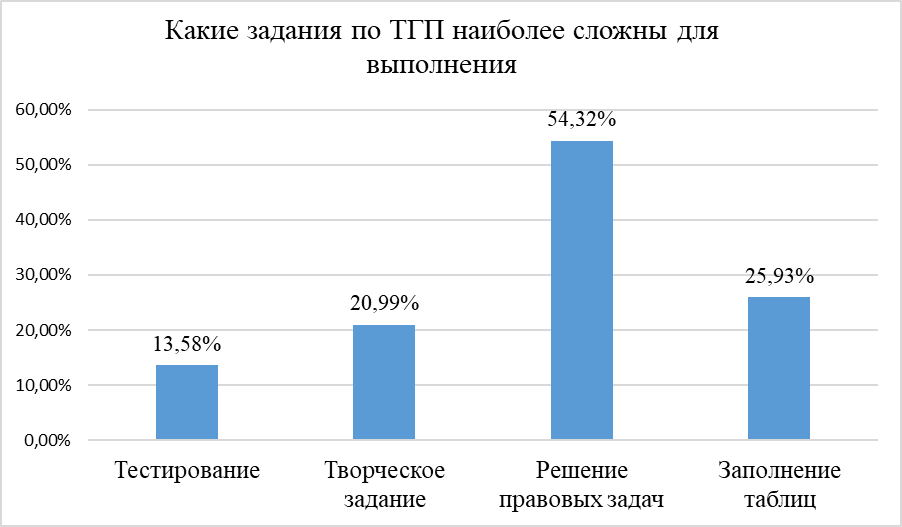 Какие задания по ТГП наиболее сложны для
выполнения
60,00%
50,00%
40,00%
30,00%
20,00%
10,00%
0,00%
13,58%
20,99%
54,32%
25,93%
Тестирование
Творческое
задание
Решение
правовых задач
Заполнение
таблиц